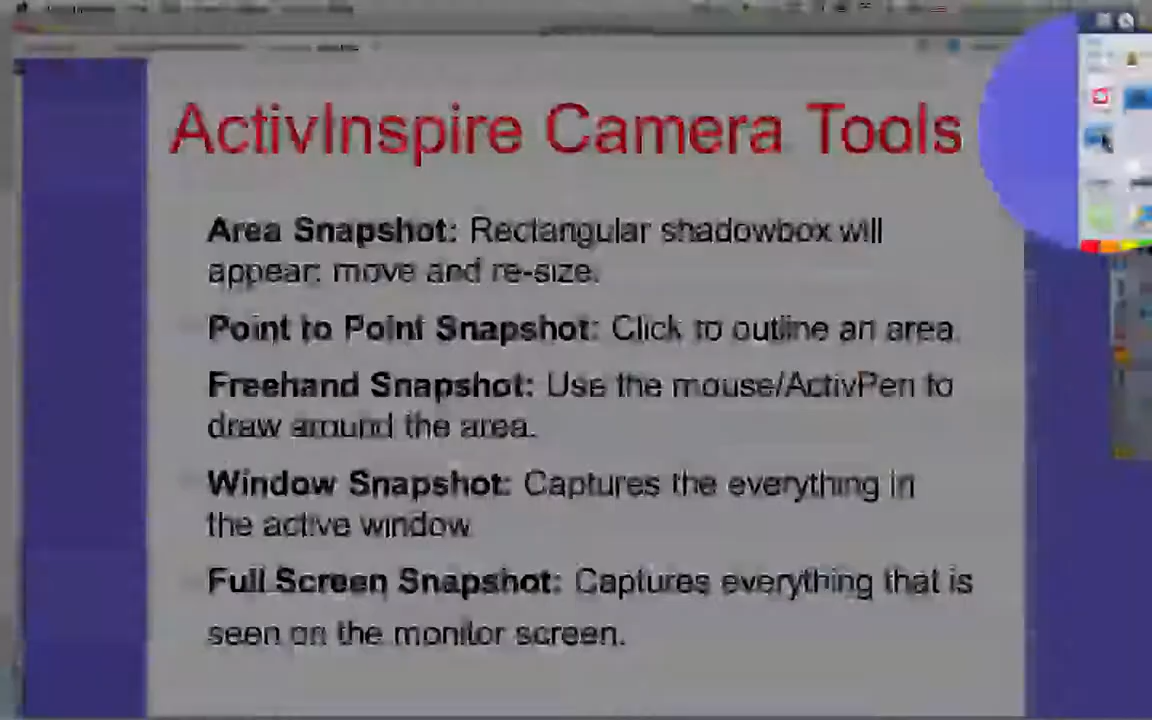 ActivInspire Camera Tools
Area Snapshot: Rectangular shadowbox will
appear; move and re-size.
Point to Point Snapshot: Click to outline an area.
Freehand Snapshot: Use the mouse/ActivPen to
draw around the area.
Window Snapshot: Captures the everything in
the active window
Full Screen Snapshot: Captures everything that is
seen on the monitor screen.